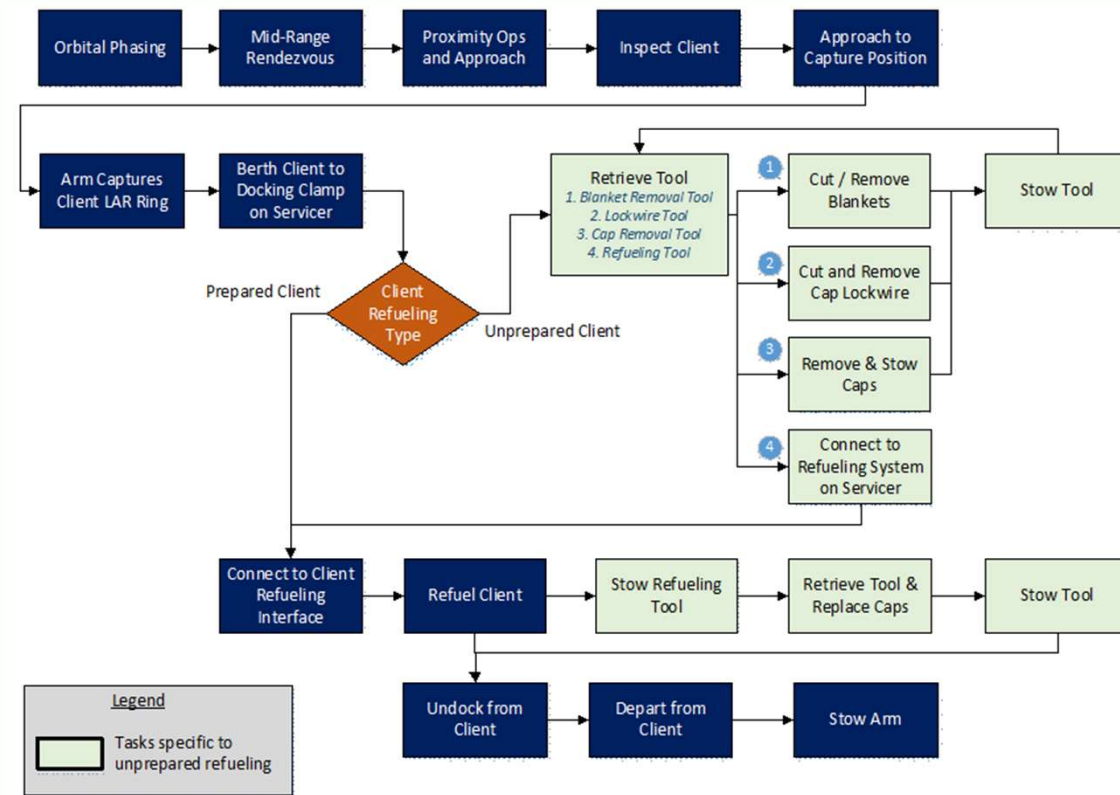 Orbital Phasing
Mid-Range
Rendezvous
Proximity Ops
and Approach
Inspect Client
Approach to
Capture Position
Arm Captures
Client LAR Ring
Berth Client to
Docking Clamp
on Servicer
Retrieve Tool
1. Blanket Removal Tool
2. Lockwire Tool
3. Cap Removal Tool
4. Refueling Tool
1
Cut / Remove
Blankets
Stow Tool
2
Cut and Remove
Cap Lockwire
Prepared Client
Client
Refueling
Type
Unprepared Client
3
Remove & Stow
Caps
4
Connect to
Refueling System
on Servicer
Connect to Client
Refueling
Interface
Refuel Client
Stow Refueling
Tool
Retrieve Tool &
Replace Caps
Stow Tool
Undock from
Client
Depart from
Client
Stow Arm
Legend
Tasks specific to
unprepared refueling